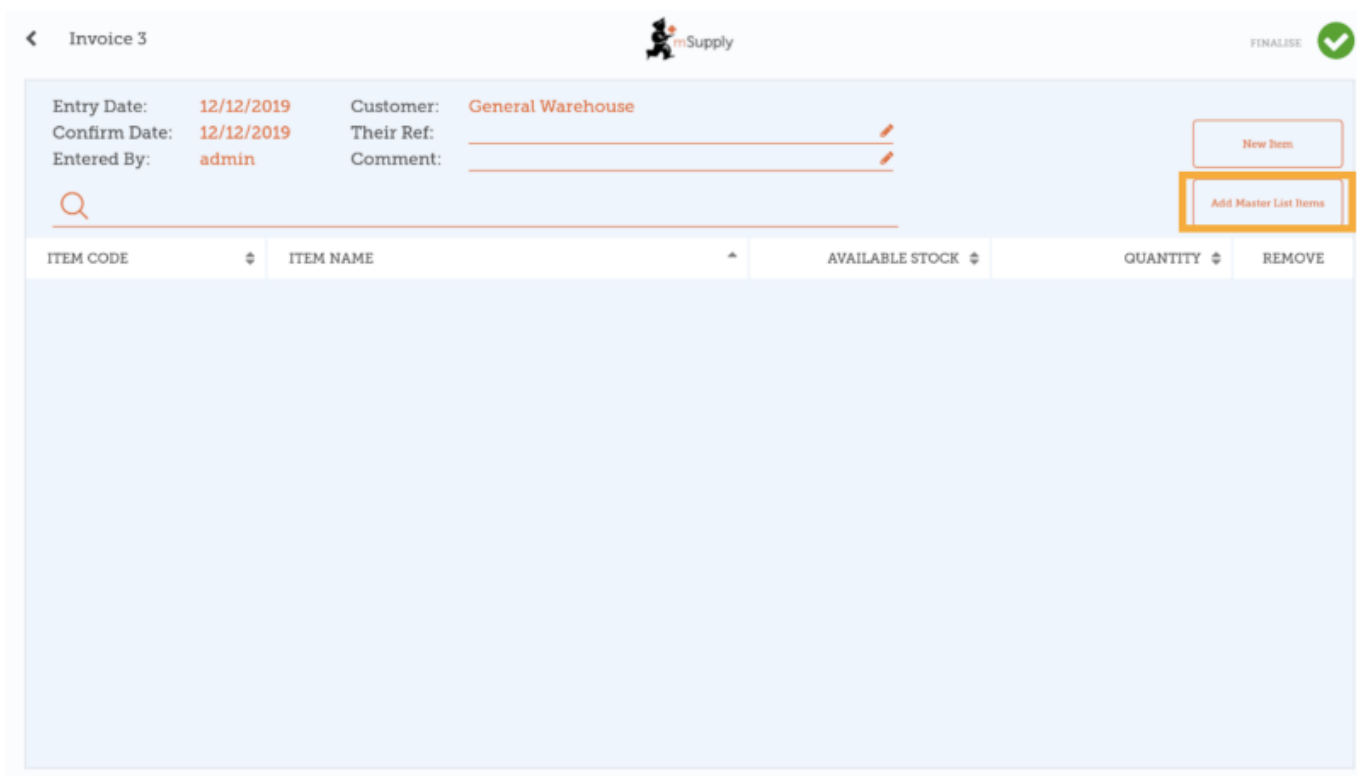 Invoice 3
mSupply
FINALISE
Entry Date: 12/12/2019 Customer: General Warehouse
Confirm Date: 12/12/2019 Their Ref:
Entered By: admin Comment:
New Item
Add Master List Items
ITEM CODE ITEM NAME AVAILABLE STOCK QUANTITY REMOVE